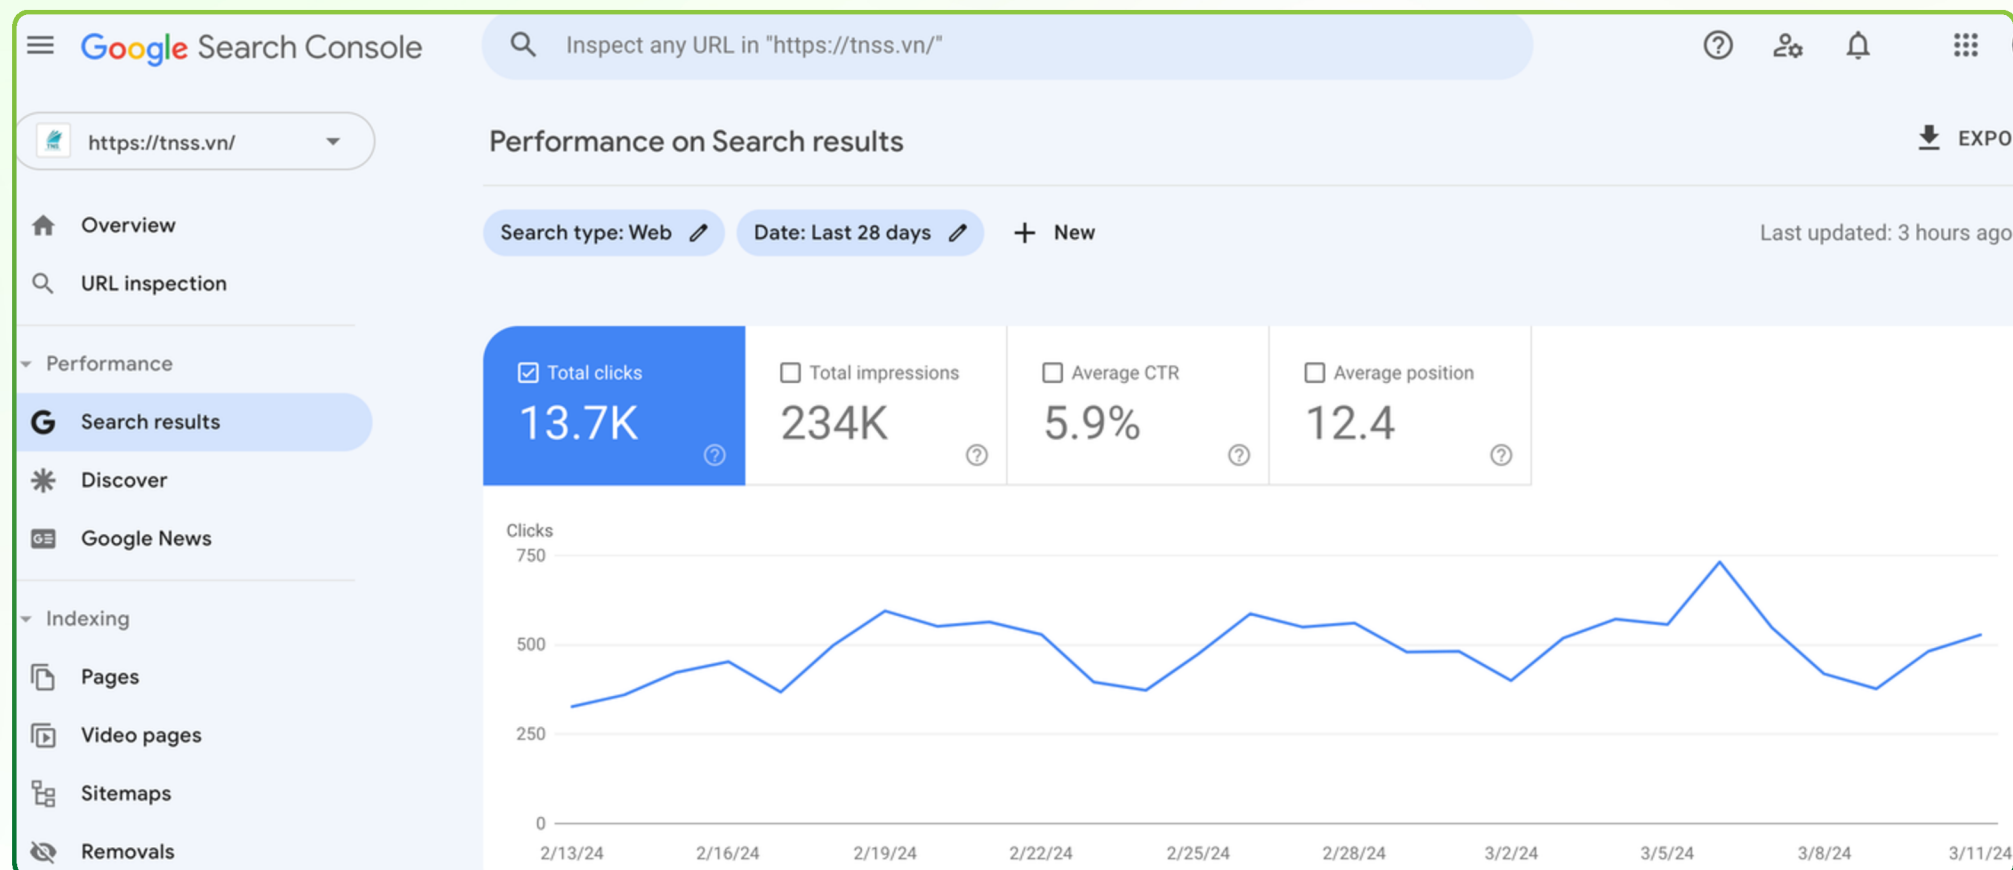 Google Search Console
Inspect any URL in "https://tnss.vn/"
https://tnss.vn/
Performance on Search results
EXPO
Overview
URL inspection
Performance
Search results
Discover
Google News
Indexing
Pages
Video pages
Sitemaps
Removals
Search type: Web
Date: Last 28 days
New
Last updated: 3 hours ago
Total clicks
13.7K
Total impressions
234K
Average CTR
5.9%
Average position
12.4
Clicks
750
500
250
0
2/13/24 2/16/24 2/19/24 2/22/24 2/25/24 2/28/24 3/2/24 3/5/24 3/8/24 3/11/24